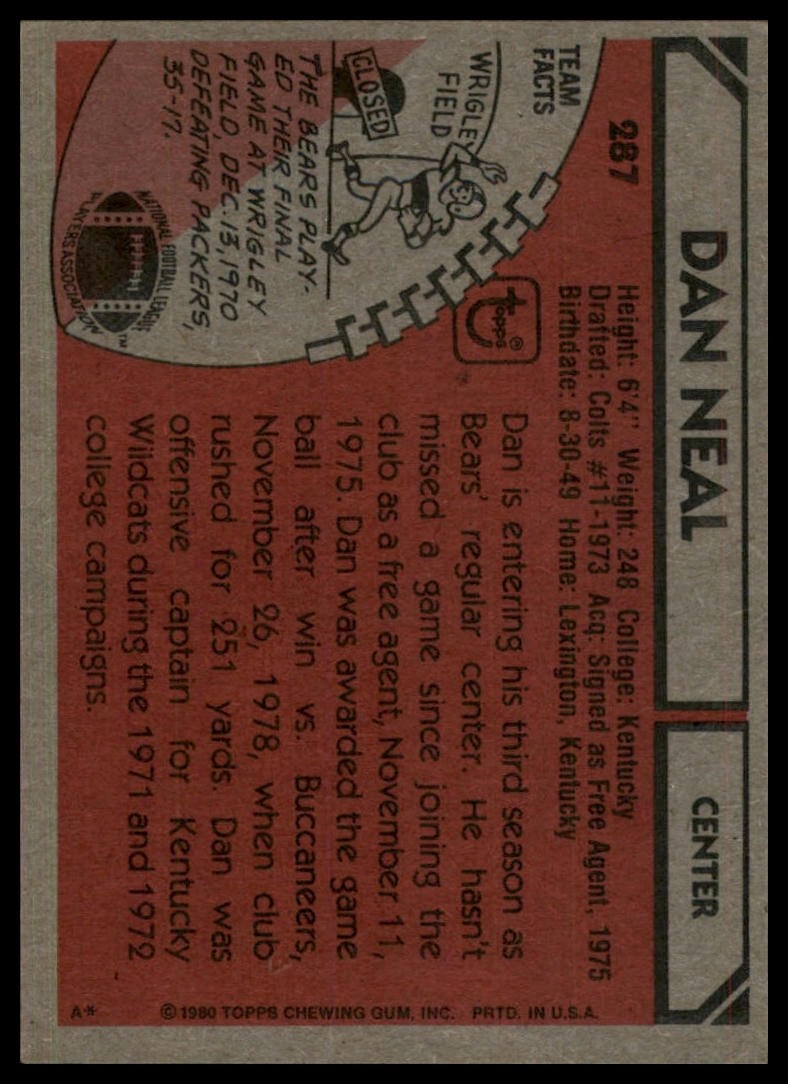 DAN NEAL
CENTER
287
Height: 6'4" Weight: 248 College: Kentucky
Drafted: Colts #11-1973 Acq: Signed as Free Agent, 1975
Birthdate: 8-30-49 Home: Lexington, Kentucky
TEAM
FACTS
WRIGLEY
FIELD
CLOSED
THE BEARS PLAY-
ED THEIR FINAL
GAME AT WRIGLEY
FIELD, DEC. 13, 1970
DEFEATING PACKERS,
35-17.
NATIONAL FOOTBALL LEAGUE
PLAYERS ASSOCIATION™
Topps®
Dan is entering his third season as
Bears' regular center. He hasn't
missed a game since joining the
club as a free agent, November 11,
1975. Dan was awarded the game
ball after win vs. Buccaneers,
November 26, 1978, when club
rushed for 251 yards. Dan was
offensive captain for Kentucky
Wildcats during the 1971 and 1972
college campaigns.
A* © 1980 TOPPS CHEWING GUM, INC. PRTD. IN U.S.A.